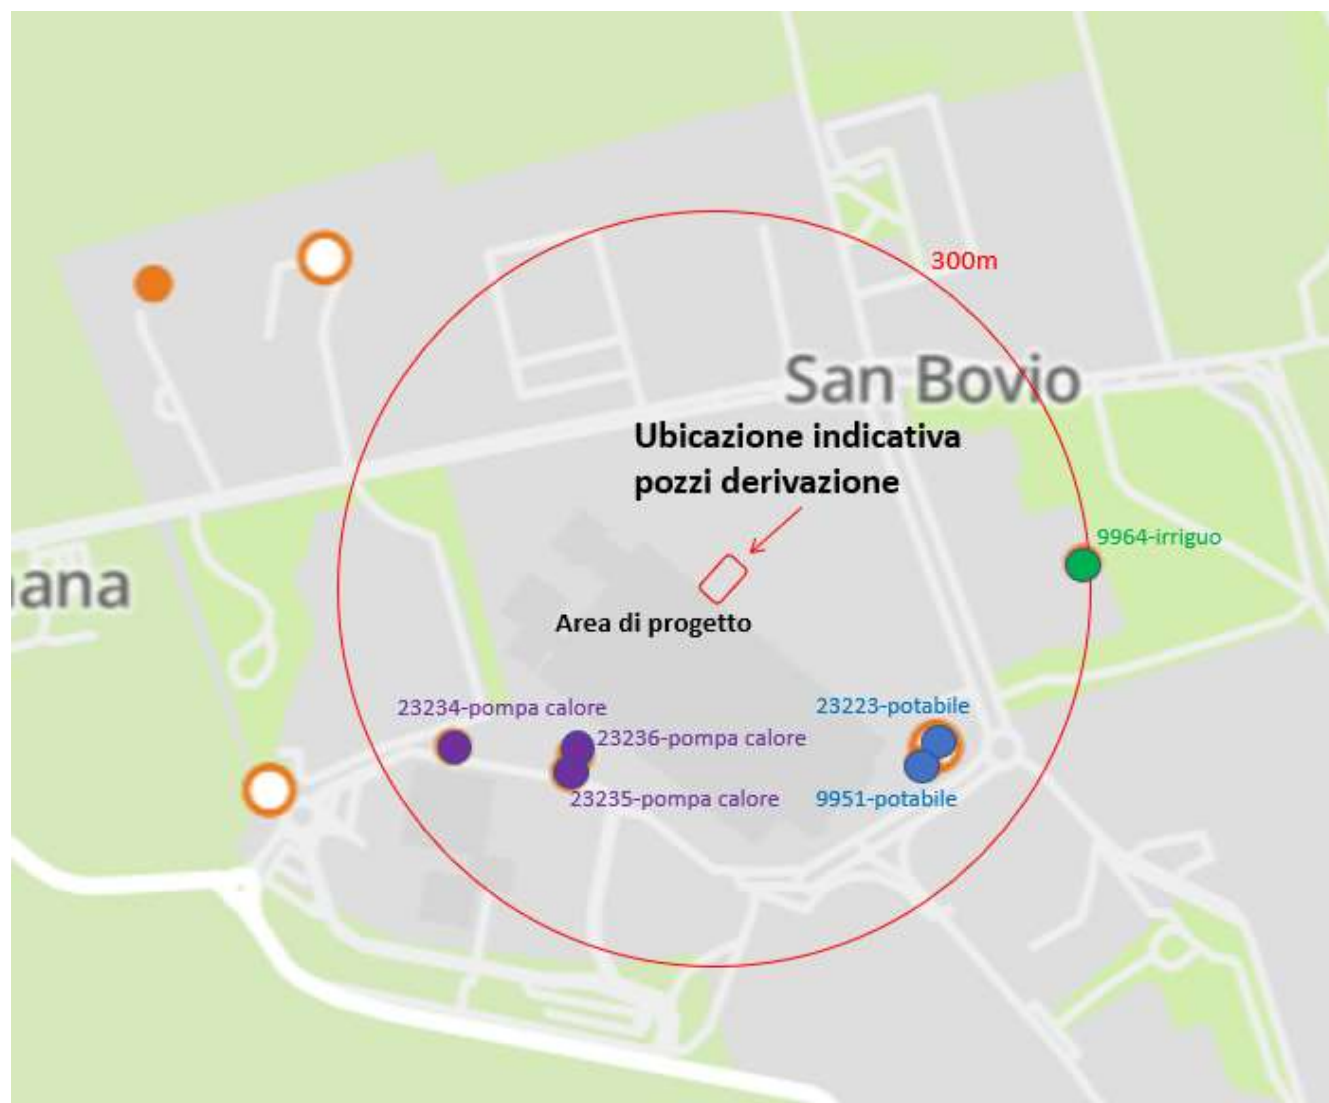 300m
San Bovio
Ubicazione indicativa
pozzi derivazione
9964-irriguo
Area di progetto
23234-pompa calore
23236-pompa calore
23235-pompa calore
23223-potabile
9951-potabile